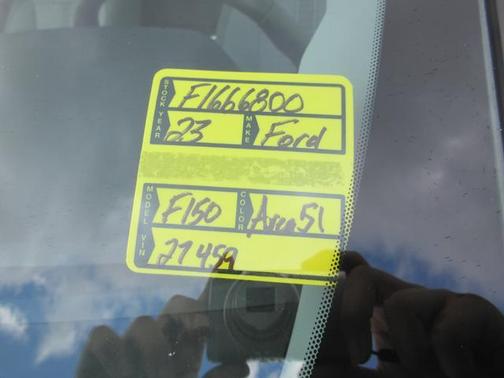 STOCK F1666800
YEAR 23 MAKE Ford
MODEL F150 COLOR Area 51
VIN 27459